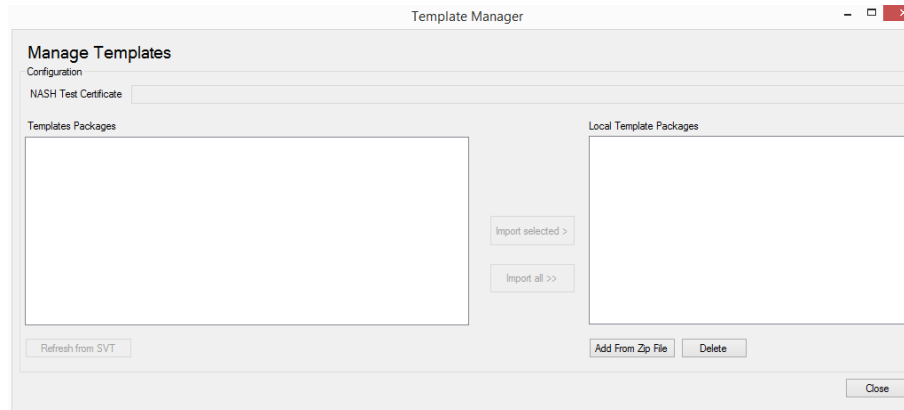 Template Manager
Manage Templates
Configuration
NASH Test Certificate
Templates Packages
Local Template Packages
Import selected >
Import all >>
Refresh from SVT
Add From Zip File
Delete
Close